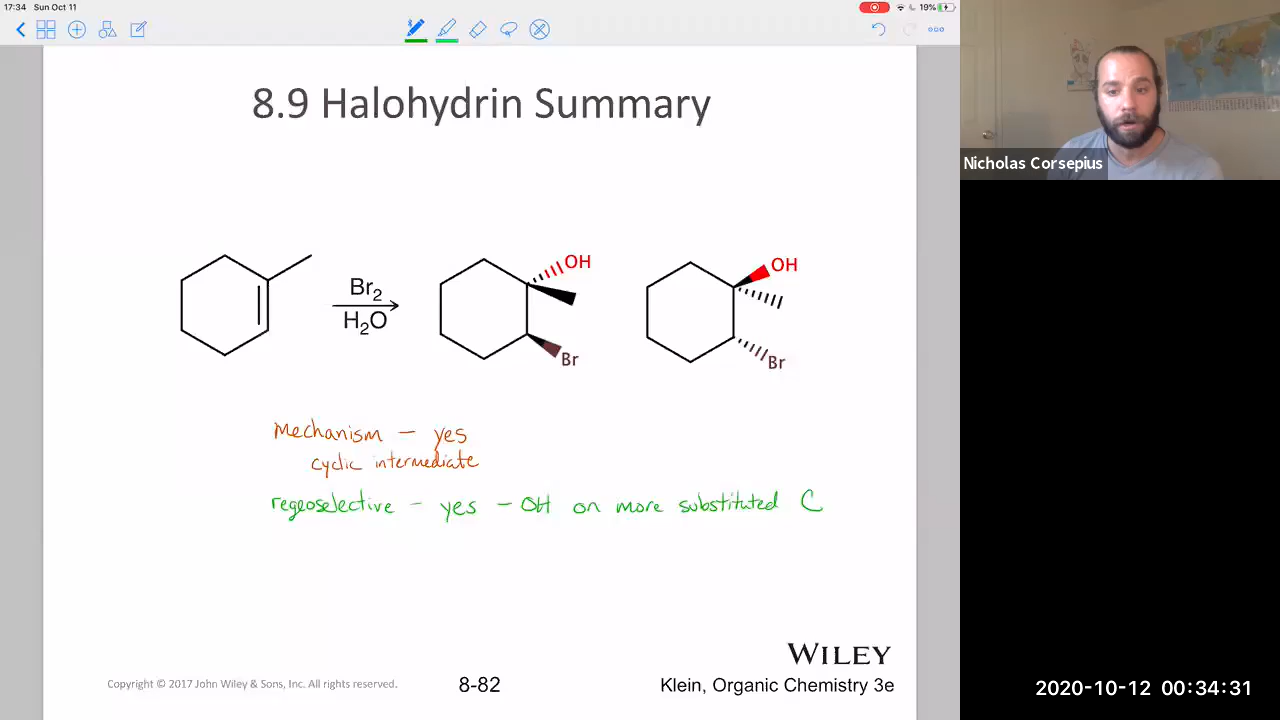 17:34 Sun Oct 11
19%
8.9 Halohydrin Summary
Br2
H2O
OH
Br
OH
Br
Mechanism – yes
cyclic intermediate
regeoselective – yes – OH on more substituted C
WILEY
Copyright © 2017 John Wiley & Sons, Inc. All rights reserved.
8-82
Klein, Organic Chemistry 3e
Nicholas Corsepius
2020-10-12 00:34:31